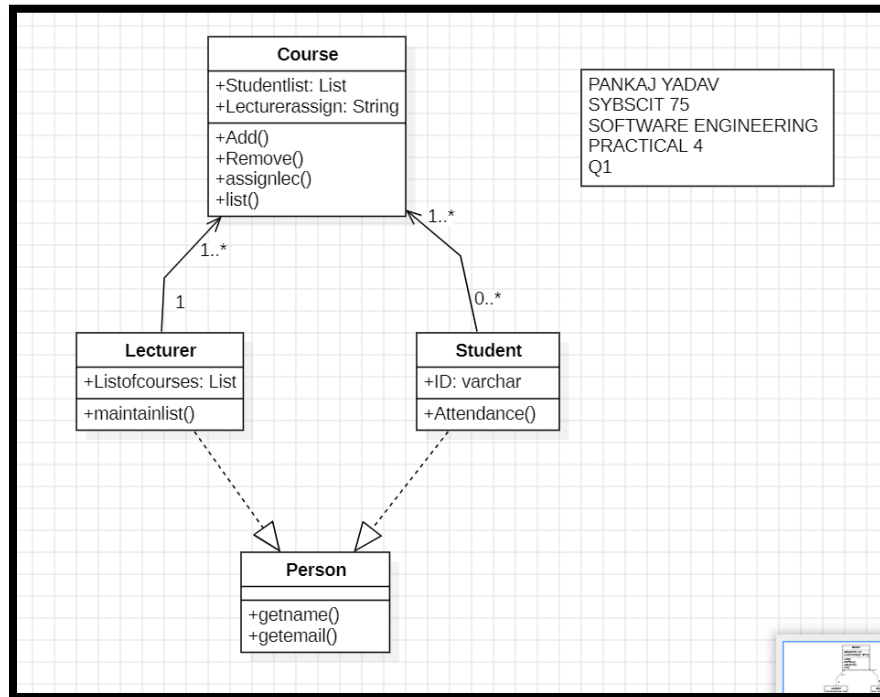 Course
+Studentlist: List
+Lecturerassign: String
+Add()
+Remove()
+assignlec()
+list()
PANKAJ YADAV
SYBSCIT 75
SOFTWARE ENGINEERING
PRACTICAL 4
Q1
1..*
1..*
1
0..*
Lecturer
+Listofcourses: List
+maintainlist()
Student
+ID: varchar
+Attendance()
Person
+getname()
+getemail()